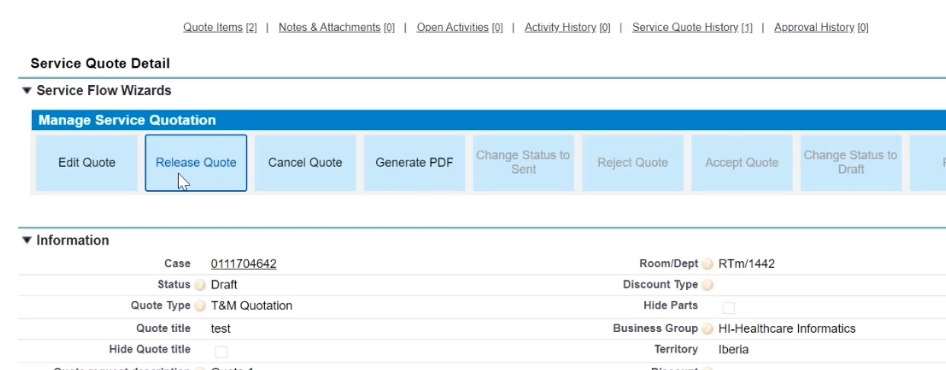 Quote Items [2] | Notes & Attachments [0] | Open Activities [0] | Activity History [0] | Service Quote History [1] | Approval History [0]
Service Quote Detail
Service Flow Wizards
Manage Service Quotation
Edit Quote
Release Quote
Cancel Quote
Generate PDF
Change Status to
Sent
Reject Quote
Accept Quote
Change Status to
Draft
Information
Case 0111704642
Room/Dept RTm/1442
Status Draft
Discount Type
Quote Type T&M Quotation
Hide Parts
Quote title test
Business Group HI-Healthcare Informatics
Hide Quote title
Territory Iberia
Quote request description Quote 1
Discount